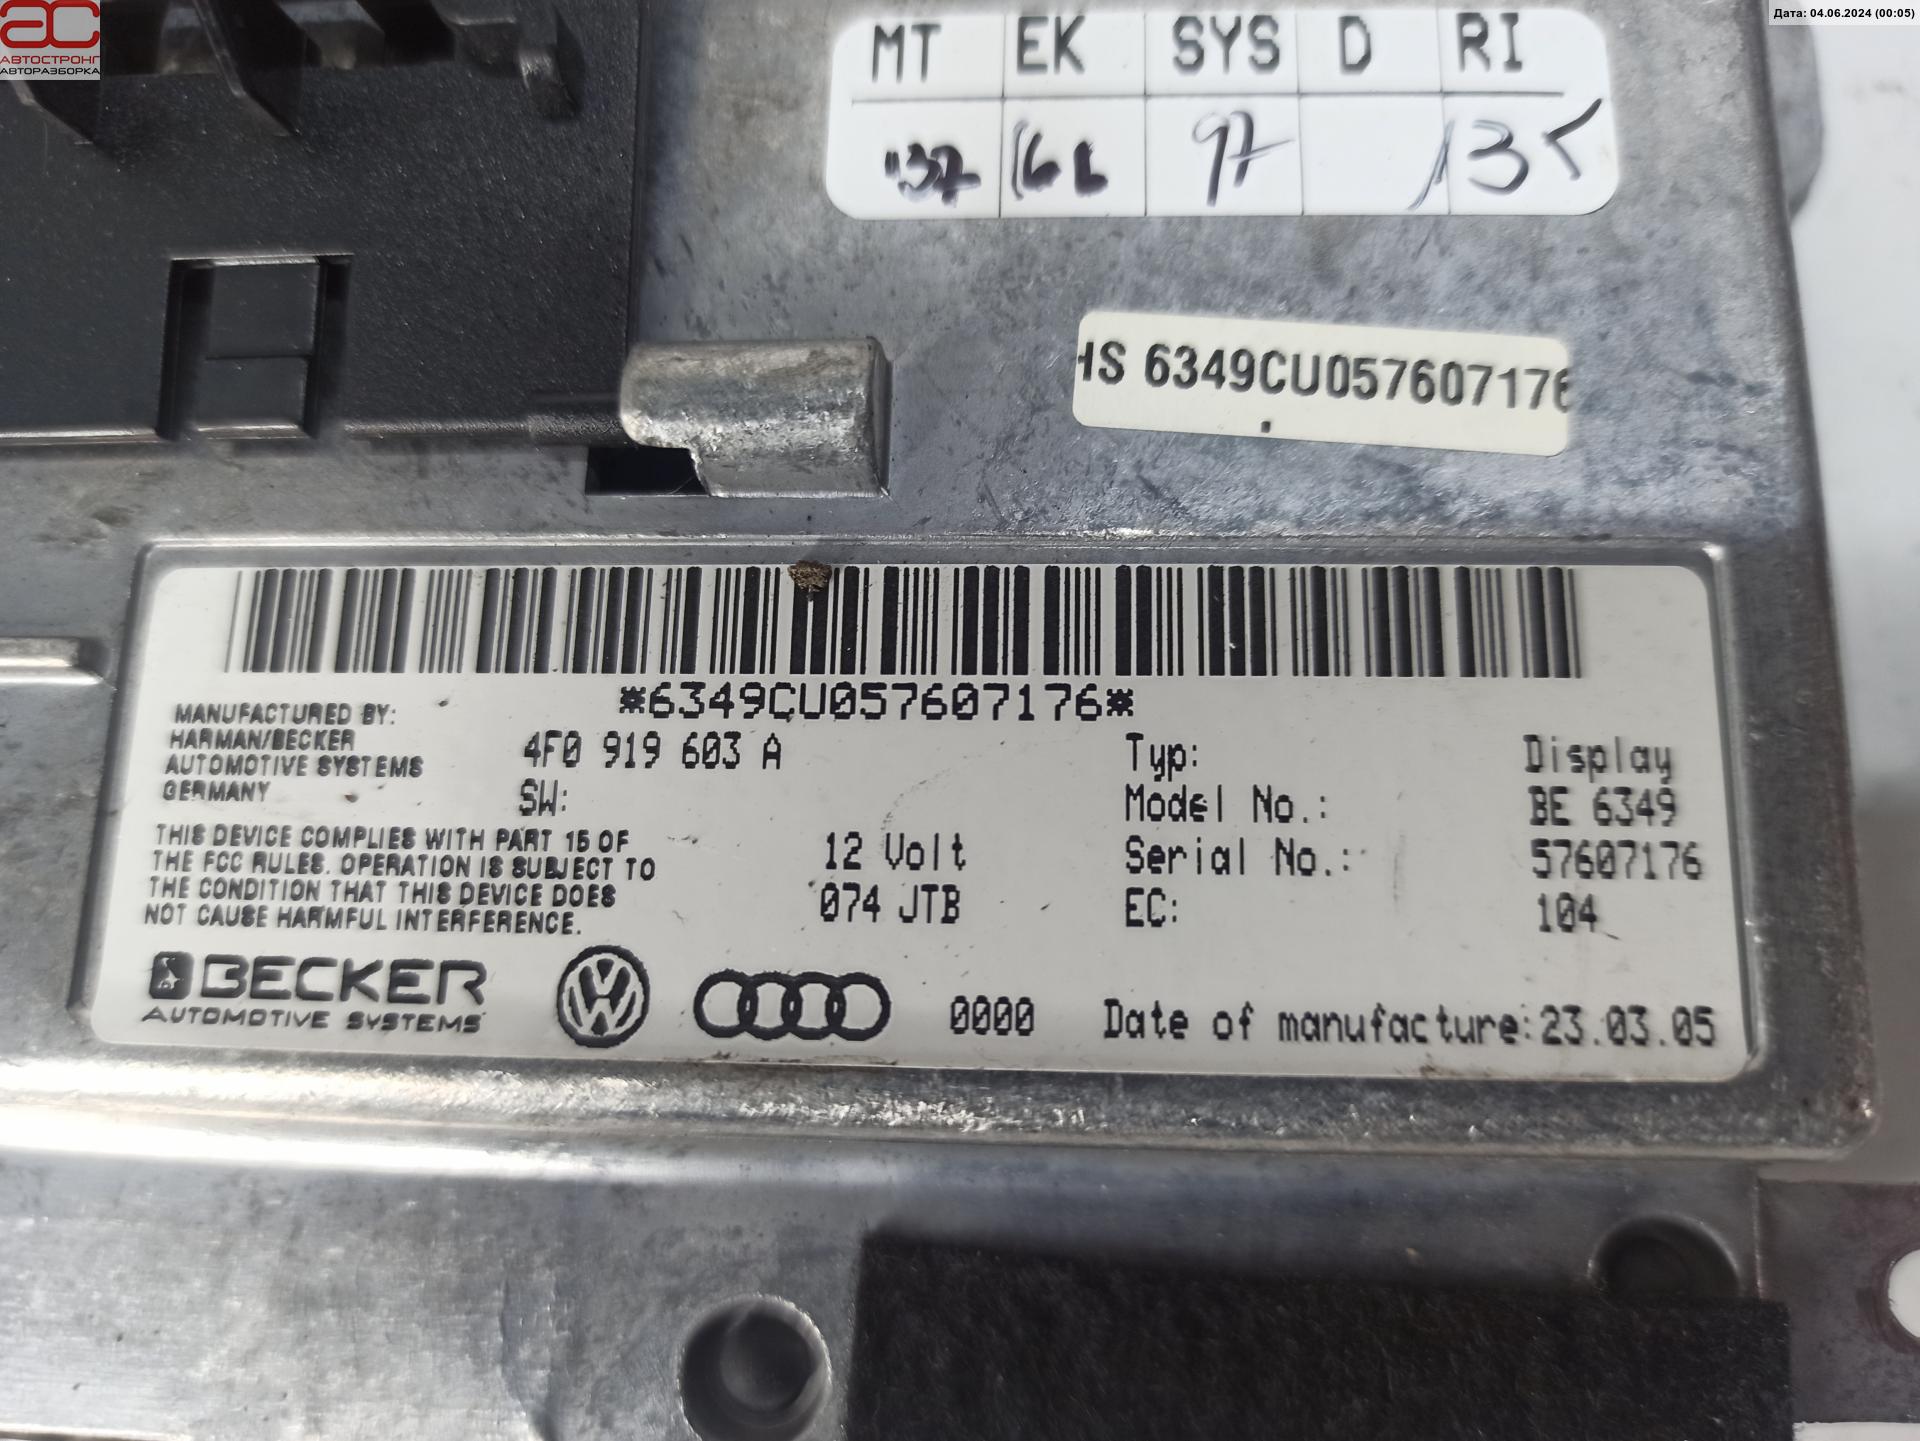 АС
АВТОСТРОНГ
АВТОРАЗБОРКА
Дата: 04.06.2024 (00:05)
MT EK SYS D RI
97 135
HS 6349CU057607176
*6349CU057607176*
MANUFACTURED BY:
HARMAN/BECKER
AUTOMOTIVE SYSTEMS
GERMANY
4F0 919 603 A
SW:
THIS DEVICE COMPLIES WITH PART 15 OF
THE FCC RULES. OPERATION IS SUBJECT TO
THE CONDITION THAT THIS DEVICE DOES
NOT CAUSE HARMFUL INTERFERENCE.
12 Volt
074 JTB
Typ: Display
Model No.: BE 6349
Serial No.: 57607176
EC: 104
BECKER
AUTOMOTIVE SYSTEMS
0000 Date of manufacture:23.03.05